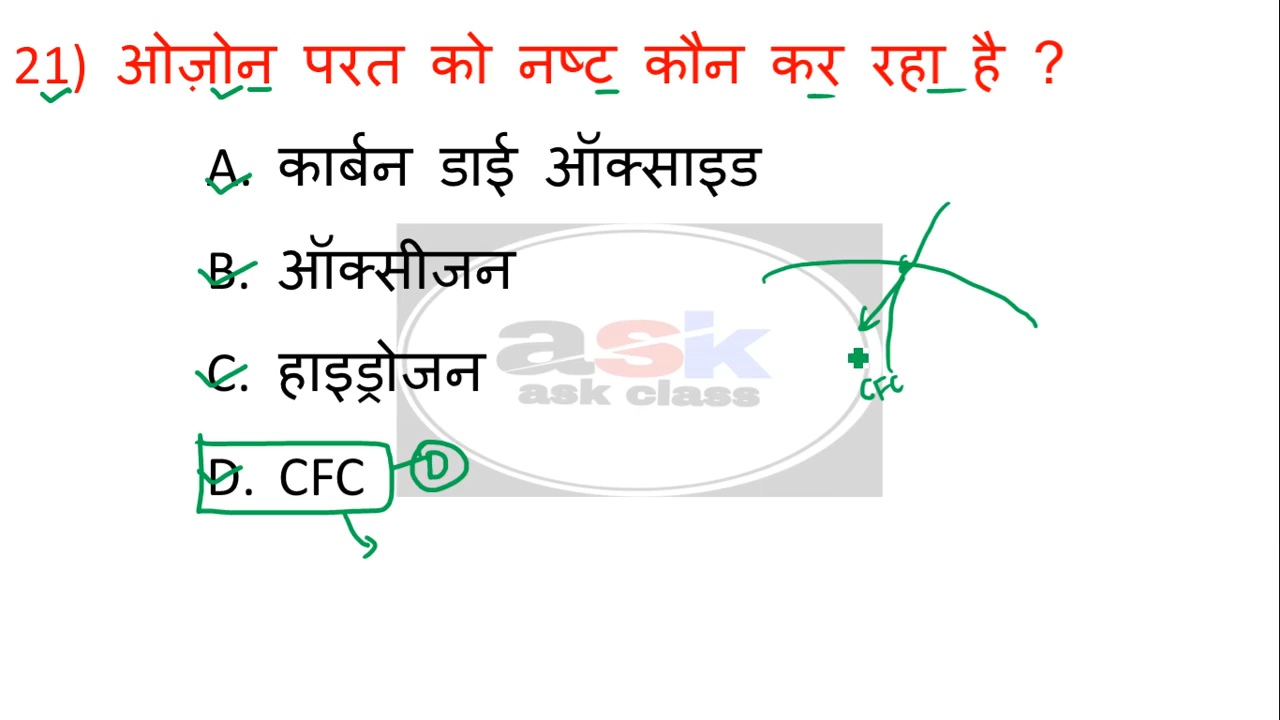 21) ओज़ोन परत को नष्ट कौन कर रहा है ?
A. कार्बन डाई ऑक्साइड
B. ऑक्सीजन
C. हाइड्रोजन
D. CFC
D
CFC
ask
ask class